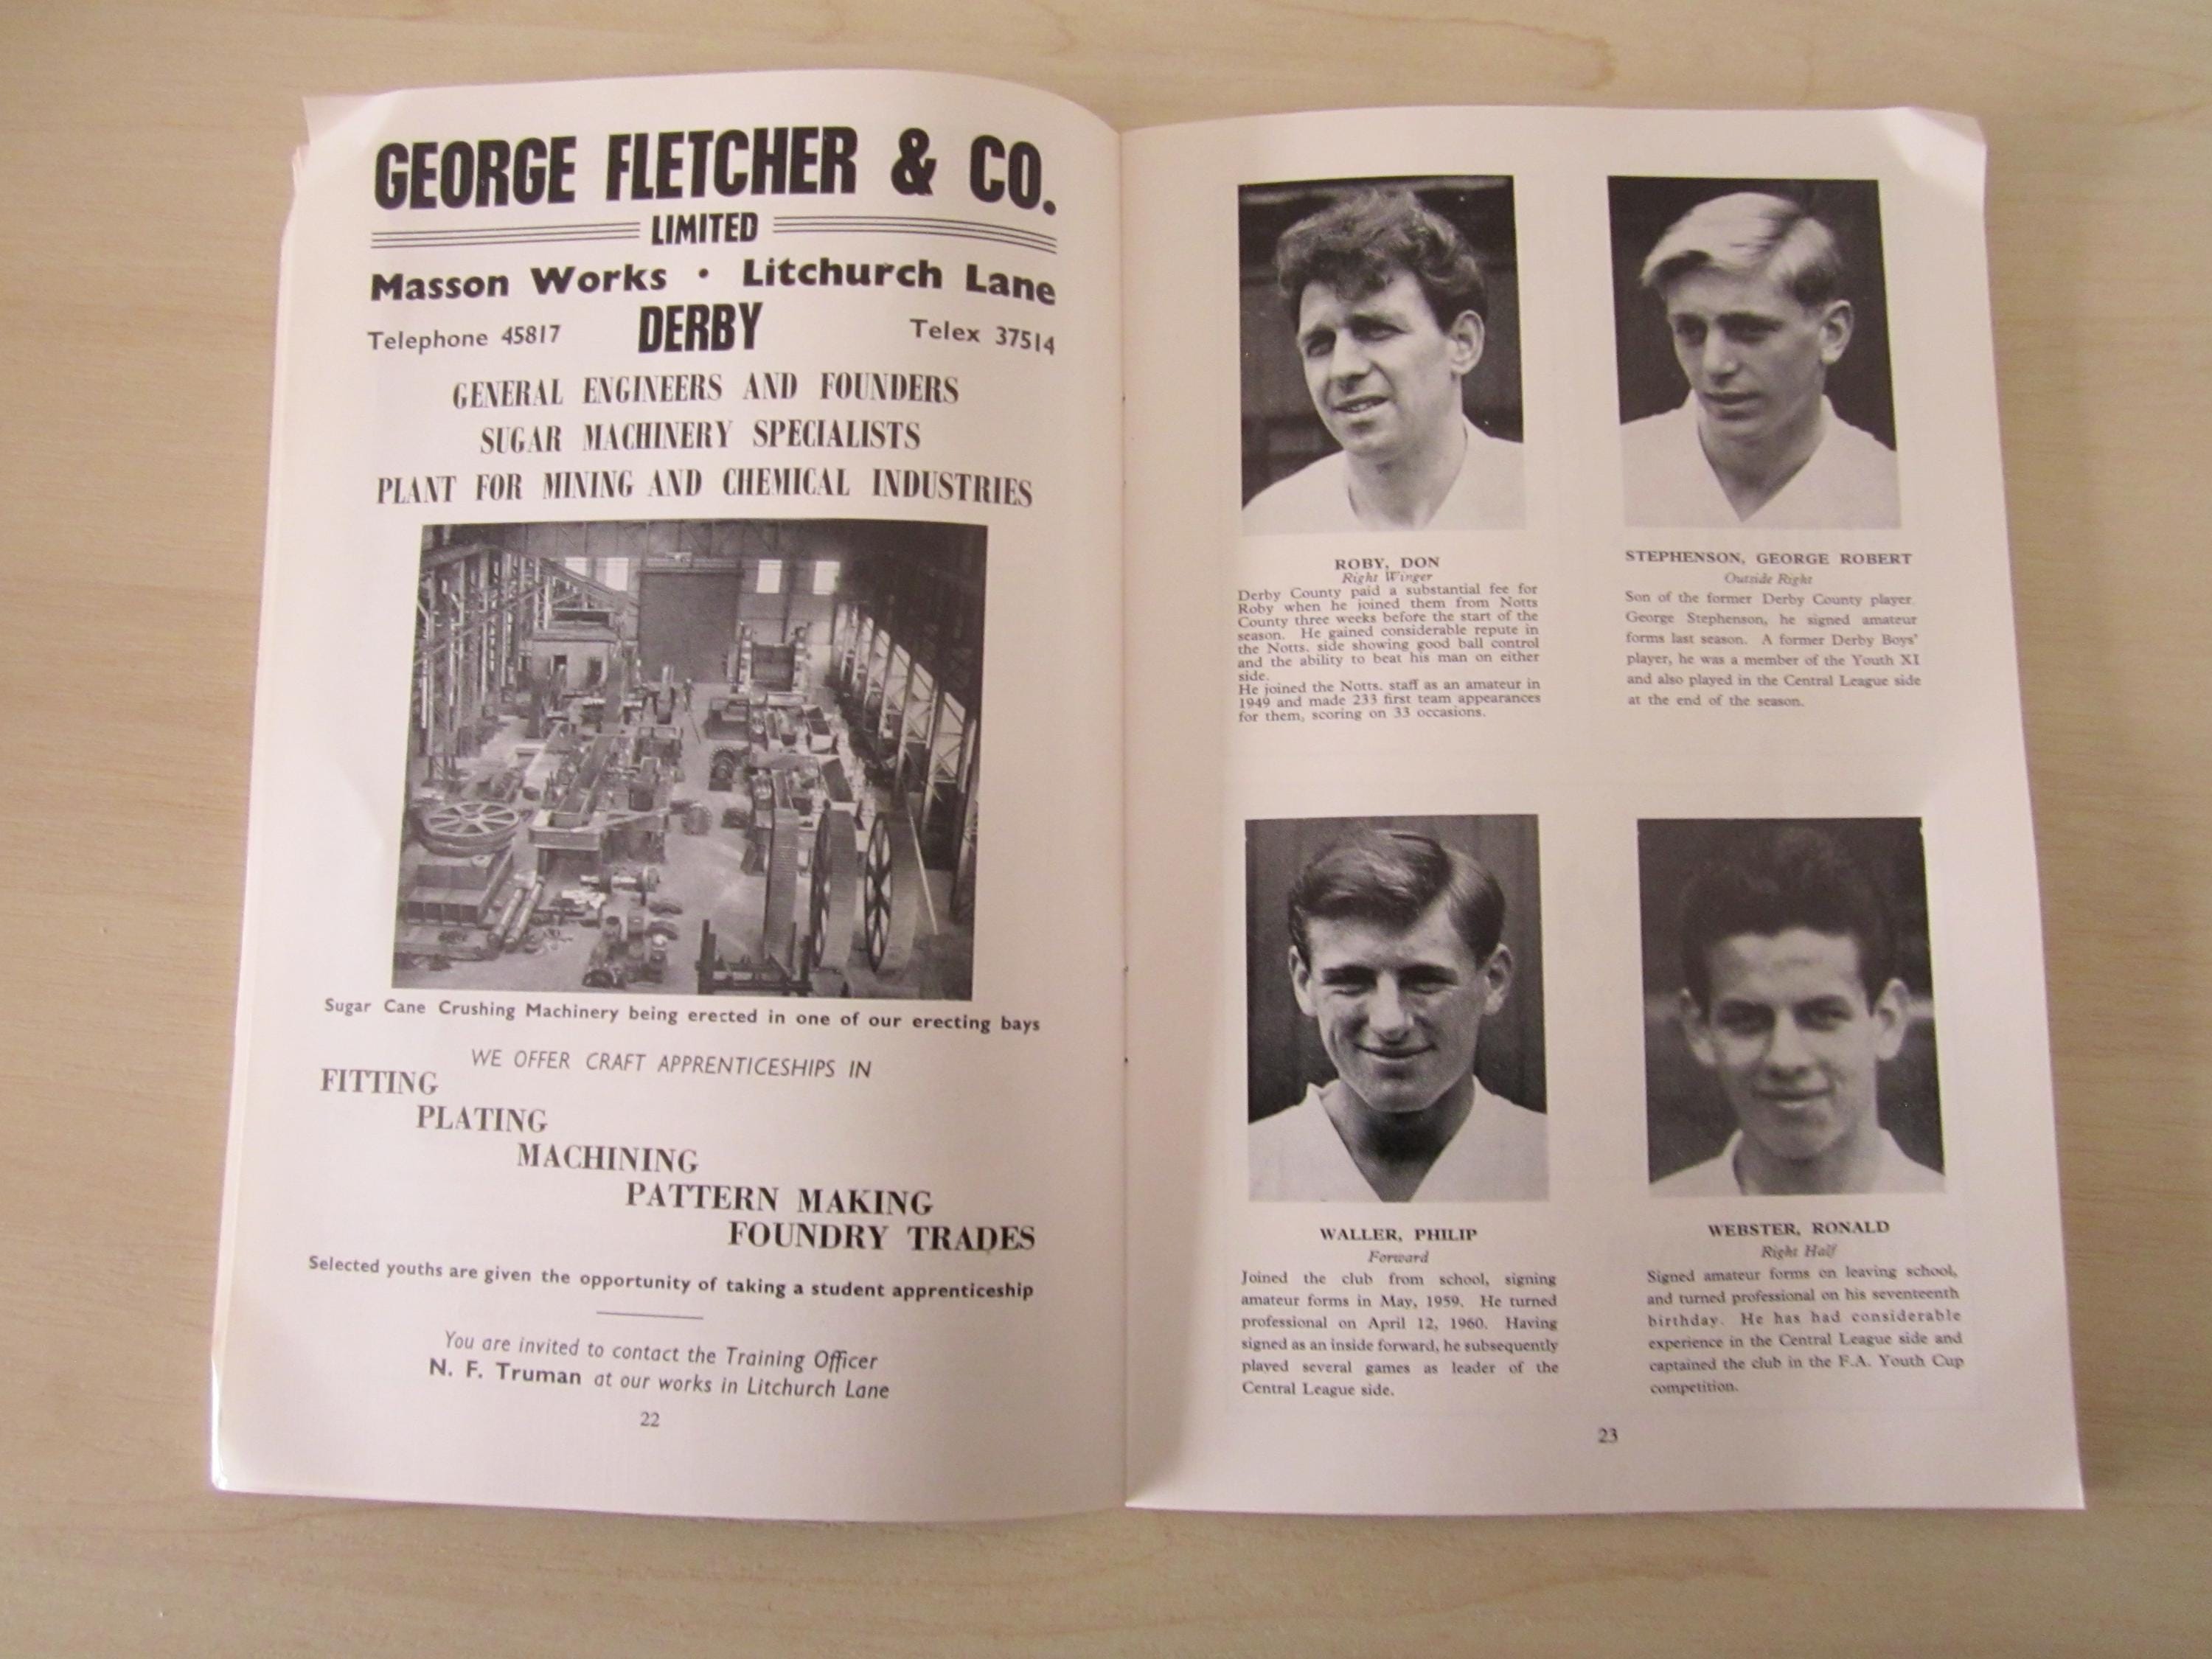 GEORGE FLETCHER & CO.
LIMITED
Masson Works · Litchurch Lane
Telephone 45817 DERBY Telex 37514
GENERAL ENGINEERS AND FOUNDERS
SUGAR MACHINERY SPECIALISTS
PLANT FOR MINING AND CHEMICAL INDUSTRIES
Sugar Cane Crushing Machinery being erected in one of our erecting bays
WE OFFER CRAFT APPRENTICESHIPS IN
FITTING
PLATING
MACHINING
PATTERN MAKING
FOUNDRY TRADES
Selected youths are given the opportunity of taking a student apprenticeship
You are invited to contact the Training Officer
N. F. Truman at our works in Litchurch Lane
22
ROBY, DON
Right Winger
Derby County paid a substantial fee for
Roby when he joined them from Notts
County three weeks before the start of the
season. He gained considerable repute in
the Notts. side showing good ball control
and the ability to beat his man on either
side.
He joined the Notts. staff as an amateur in
1949 and made 233 first team appearances
for them, scoring on 33 occasions.
STEPHENSON, GEORGE ROBERT
Outside Right
Son of the former Derby County player
George Stephenson, he signed amateur
forms last season. A former Derby Boys'
player, he was a member of the Youth XI
and also played in the Central League side
at the end of the season.
WALLER, PHILIP
Forward
Joined the club from school, signing
amateur forms in May, 1959. He turned
professional on April 12, 1960. Having
signed as an inside forward, he subsequently
played several games as leader of the
Central League side.
WEBSTER, RONALD
Right Half
Signed amateur forms on leaving school,
and turned professional on his seventeenth
birthday. He has had considerable
experience in the Central League side and
captained the club in the F.A. Youth Cup
competition.
23